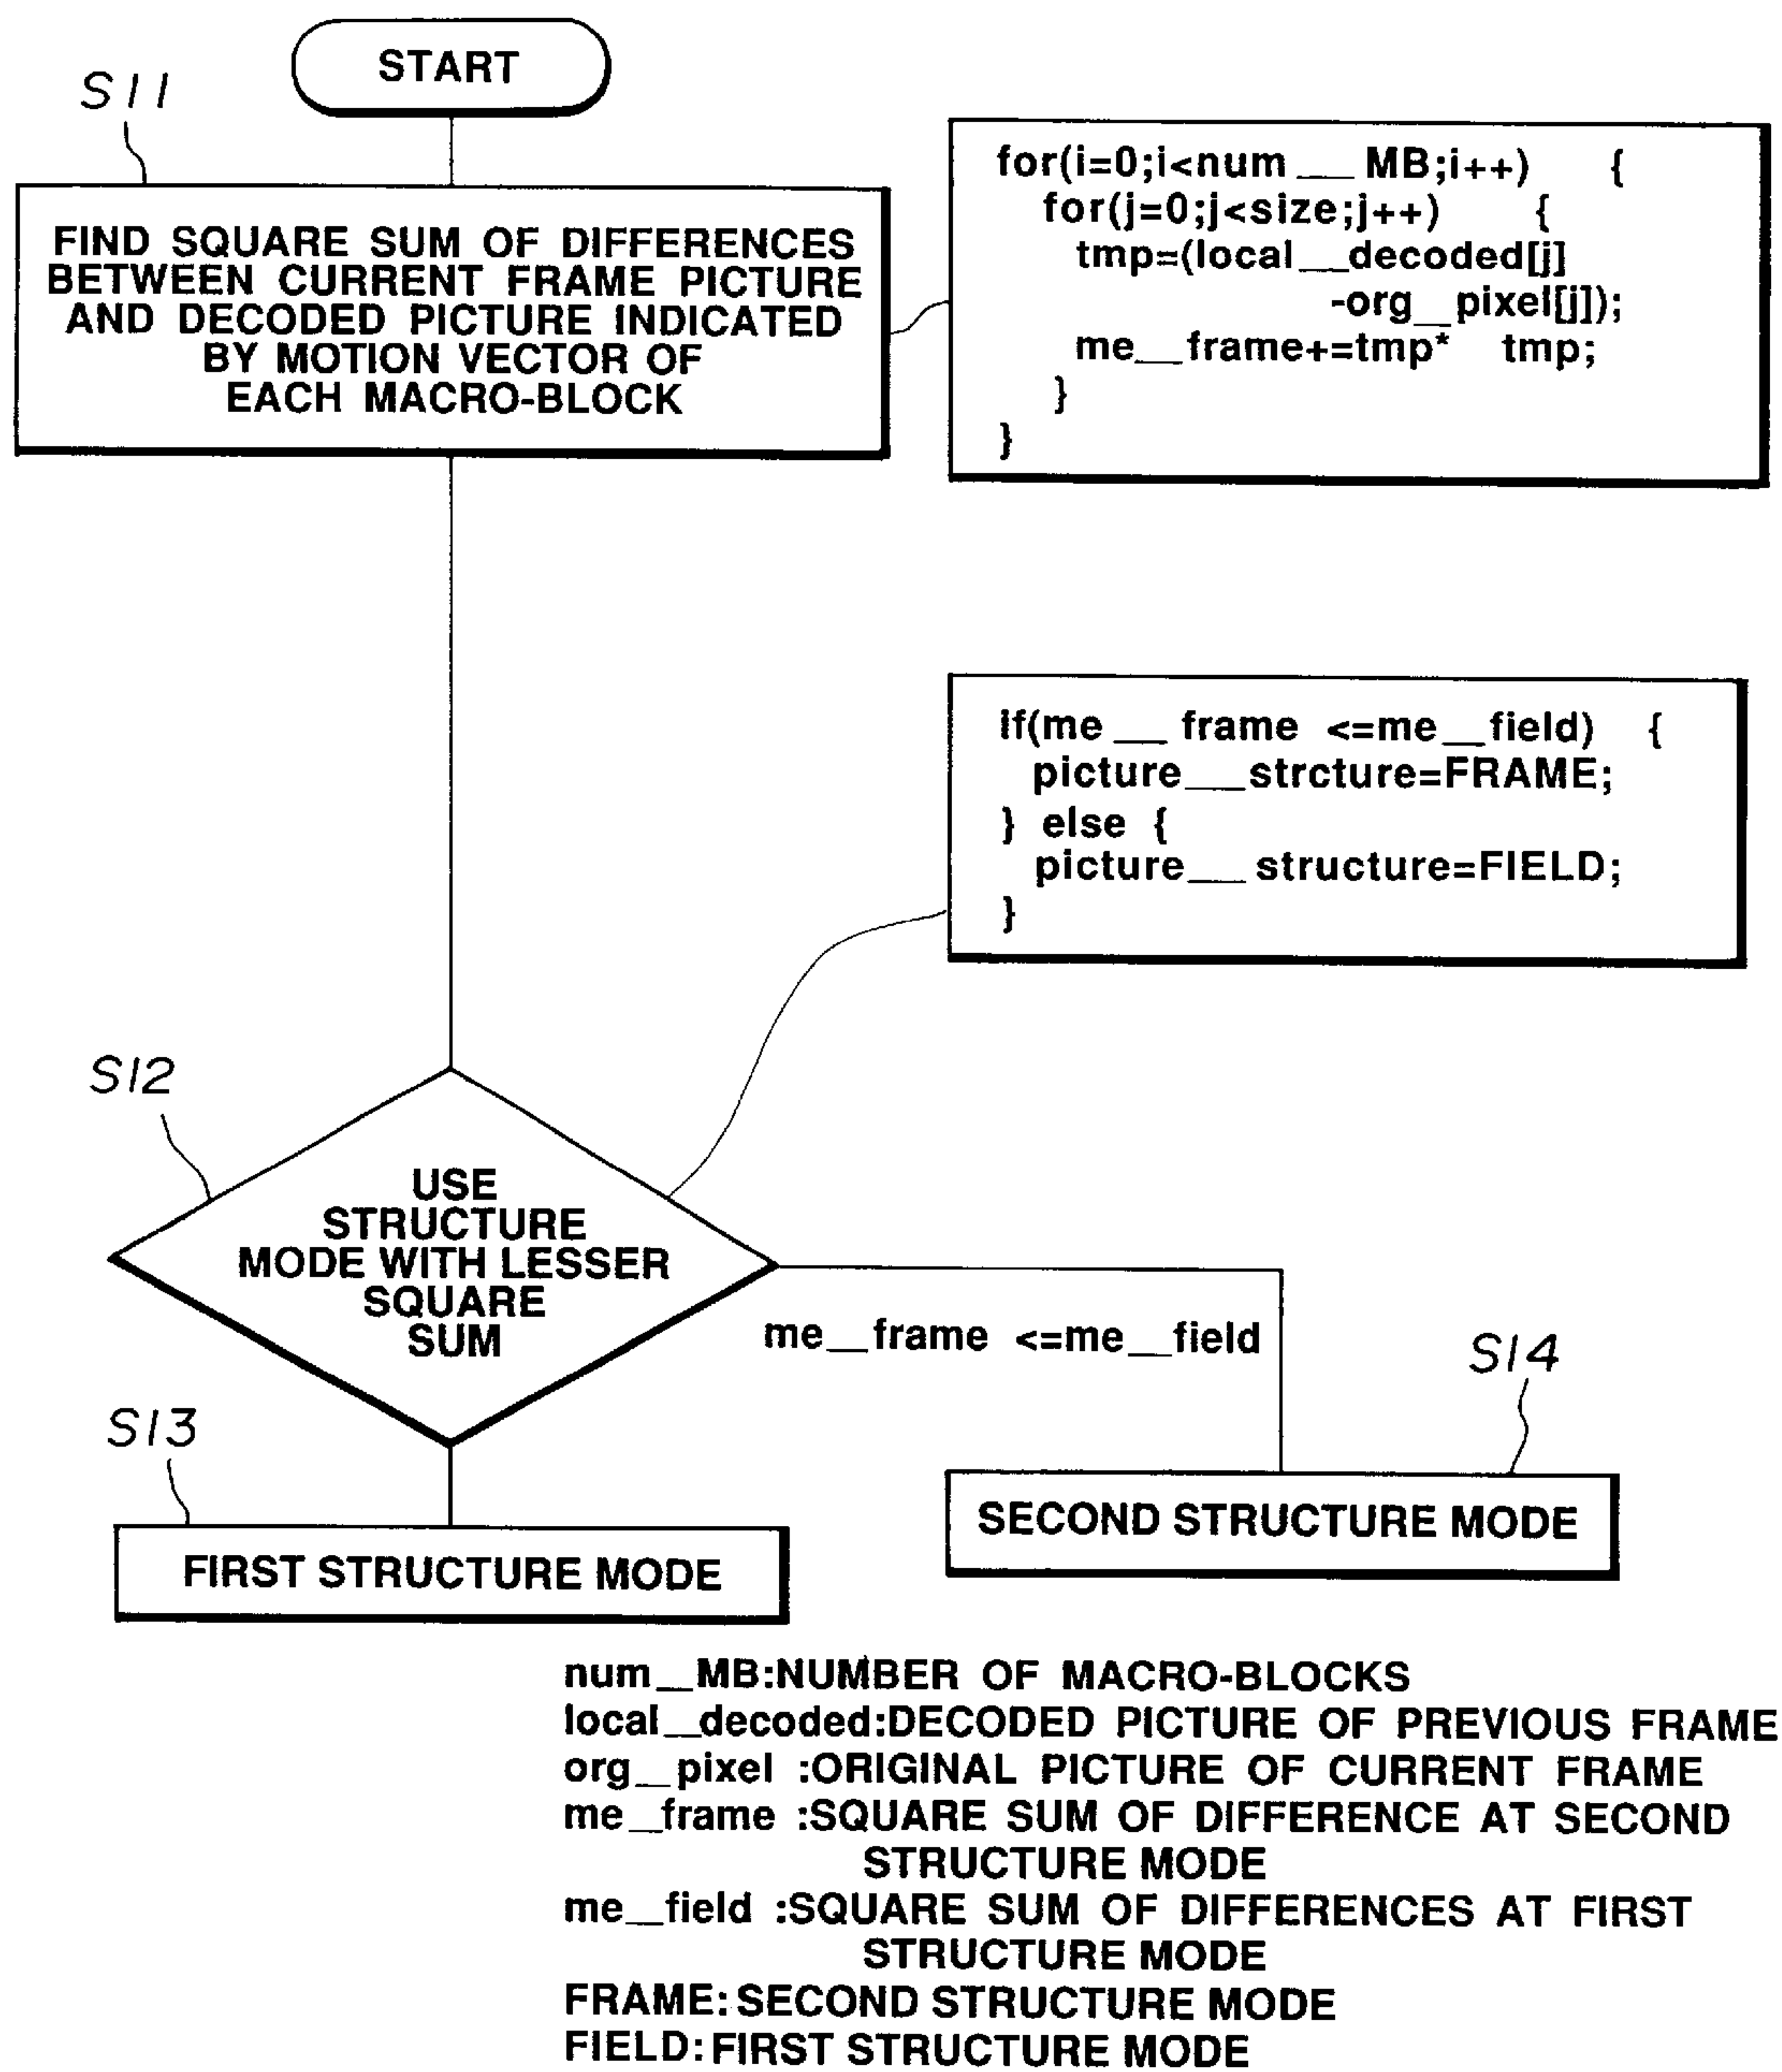 START
S11
FIND SQUARE SUM OF DIFFERENCES
BETWEEN CURRENT FRAME PICTURE
AND DECODED PICTURE INDICATED
BY MOTION VECTOR OF
EACH MACRO-BLOCK
for(i=0;i<num__MB;i++) {
for(j=0;j<size;j++) {
tmp=(local__decoded[j]
-org__pixel[j]);
me__frame+=tmp* tmp;
}
}
if(me__frame <=me__field) {
picture__strcture=FRAME;
} else {
picture__structure=FIELD;
}
S12
USE
STRUCTURE
MODE WITH LESSER
SQUARE
SUM
me__frame <=me__field
S13
FIRST STRUCTURE MODE
S14
SECOND STRUCTURE MODE
num__MB:NUMBER OF MACRO-BLOCKS
local__decoded:DECODED PICTURE OF PREVIOUS FRAME
org__pixel :ORIGINAL PICTURE OF CURRENT FRAME
me__frame :SQUARE SUM OF DIFFERENCE AT SECOND
STRUCTURE MODE
me__field :SQUARE SUM OF DIFFERENCES AT FIRST
STRUCTURE MODE
FRAME:SECOND STRUCTURE MODE
FIELD:FIRST STRUCTURE MODE